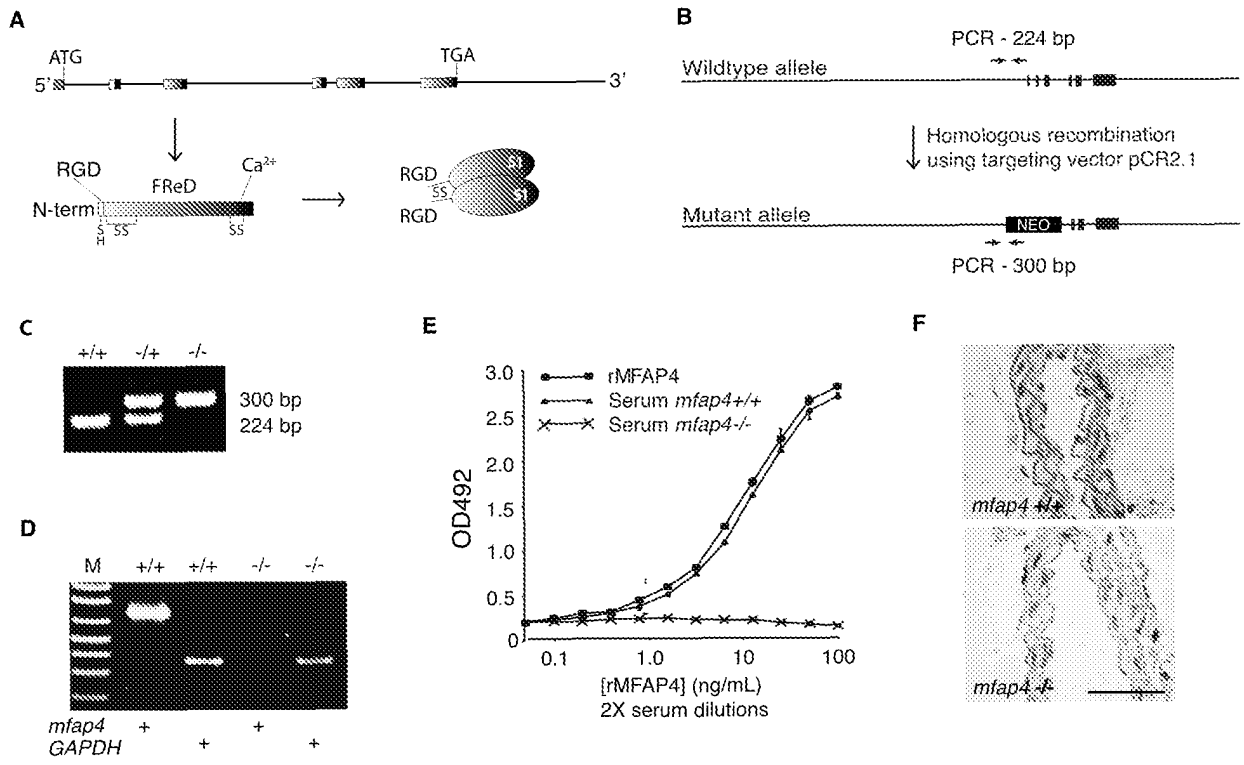 A
ATG
TGA
5'
3'
RGD
FReD
Ca2+
N-term
S
H
SS
SS
RGD
SS
RGD
S1
S1
B
PCR - 224 bp
Wildtype allele
Homologous recombination
using targeting vector pCR2.1
Mutant allele
NEO
PCR - 300 bp
C
+/+ -/+ -/-
300 bp
224 bp
D
M +/+ +/+ -/- -/-
mfap4 + +
GAPDH + +
E
rMFAP4
Serum mfap4+/+
Serum mfap4-/-
3.0
2.5
2.0
1.5
1.0
0.5
0
OD492
0.1 1.0 10 100
[rMFAP4] (ng/mL)
2X serum dilutions
F
mfap4 +/+
mfap4 -/-